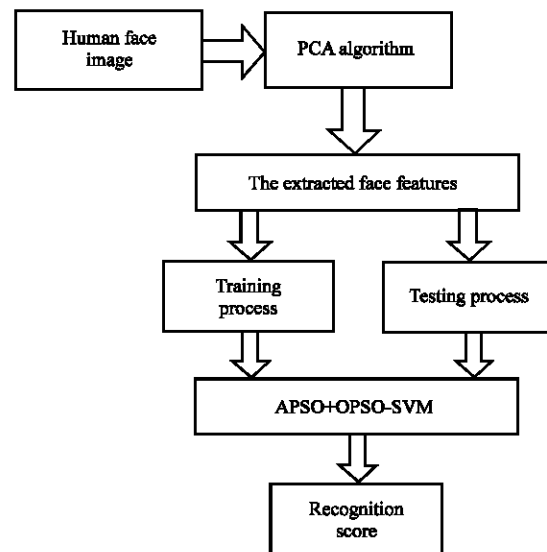 Human face
image
PCA algorithm
The extracted face features
Training
process
Testing process
APSO+OPSO-SVM
Recognition
score